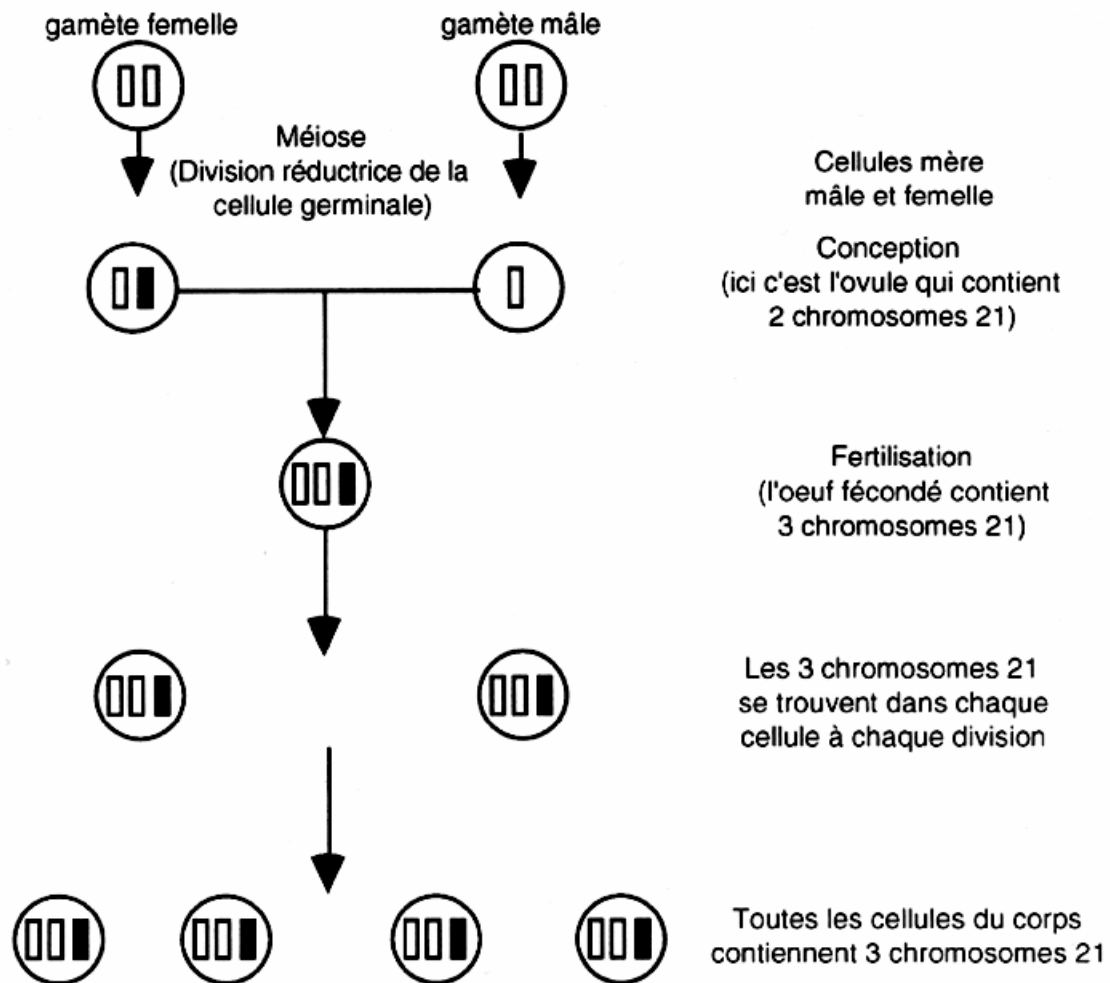 gamète femelle
gamète mâle
Méiose
(Division réductrice de la
cellule germinale)
Cellules mère
mâle et femelle
Conception
(ici c'est l'ovule qui contient
2 chromosomes 21)
Fertilisation
(l'oeuf fécondé contient
3 chromosomes 21)
Les 3 chromosomes 21
se trouvent dans chaque
cellule à chaque division
Toutes les cellules du corps
contiennent 3 chromosomes 21